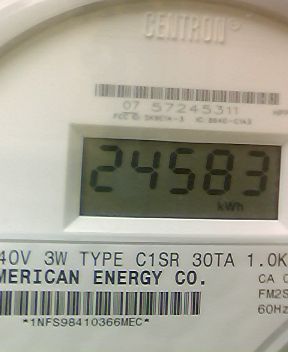 CENTRON®
07 57245311
24583
kWh
40V 3W TYPE C1SR 30TA 1.0K
MERICAN ENERGY CO.
CA
FM2S
60Hz
*1NFS98410366MEC*